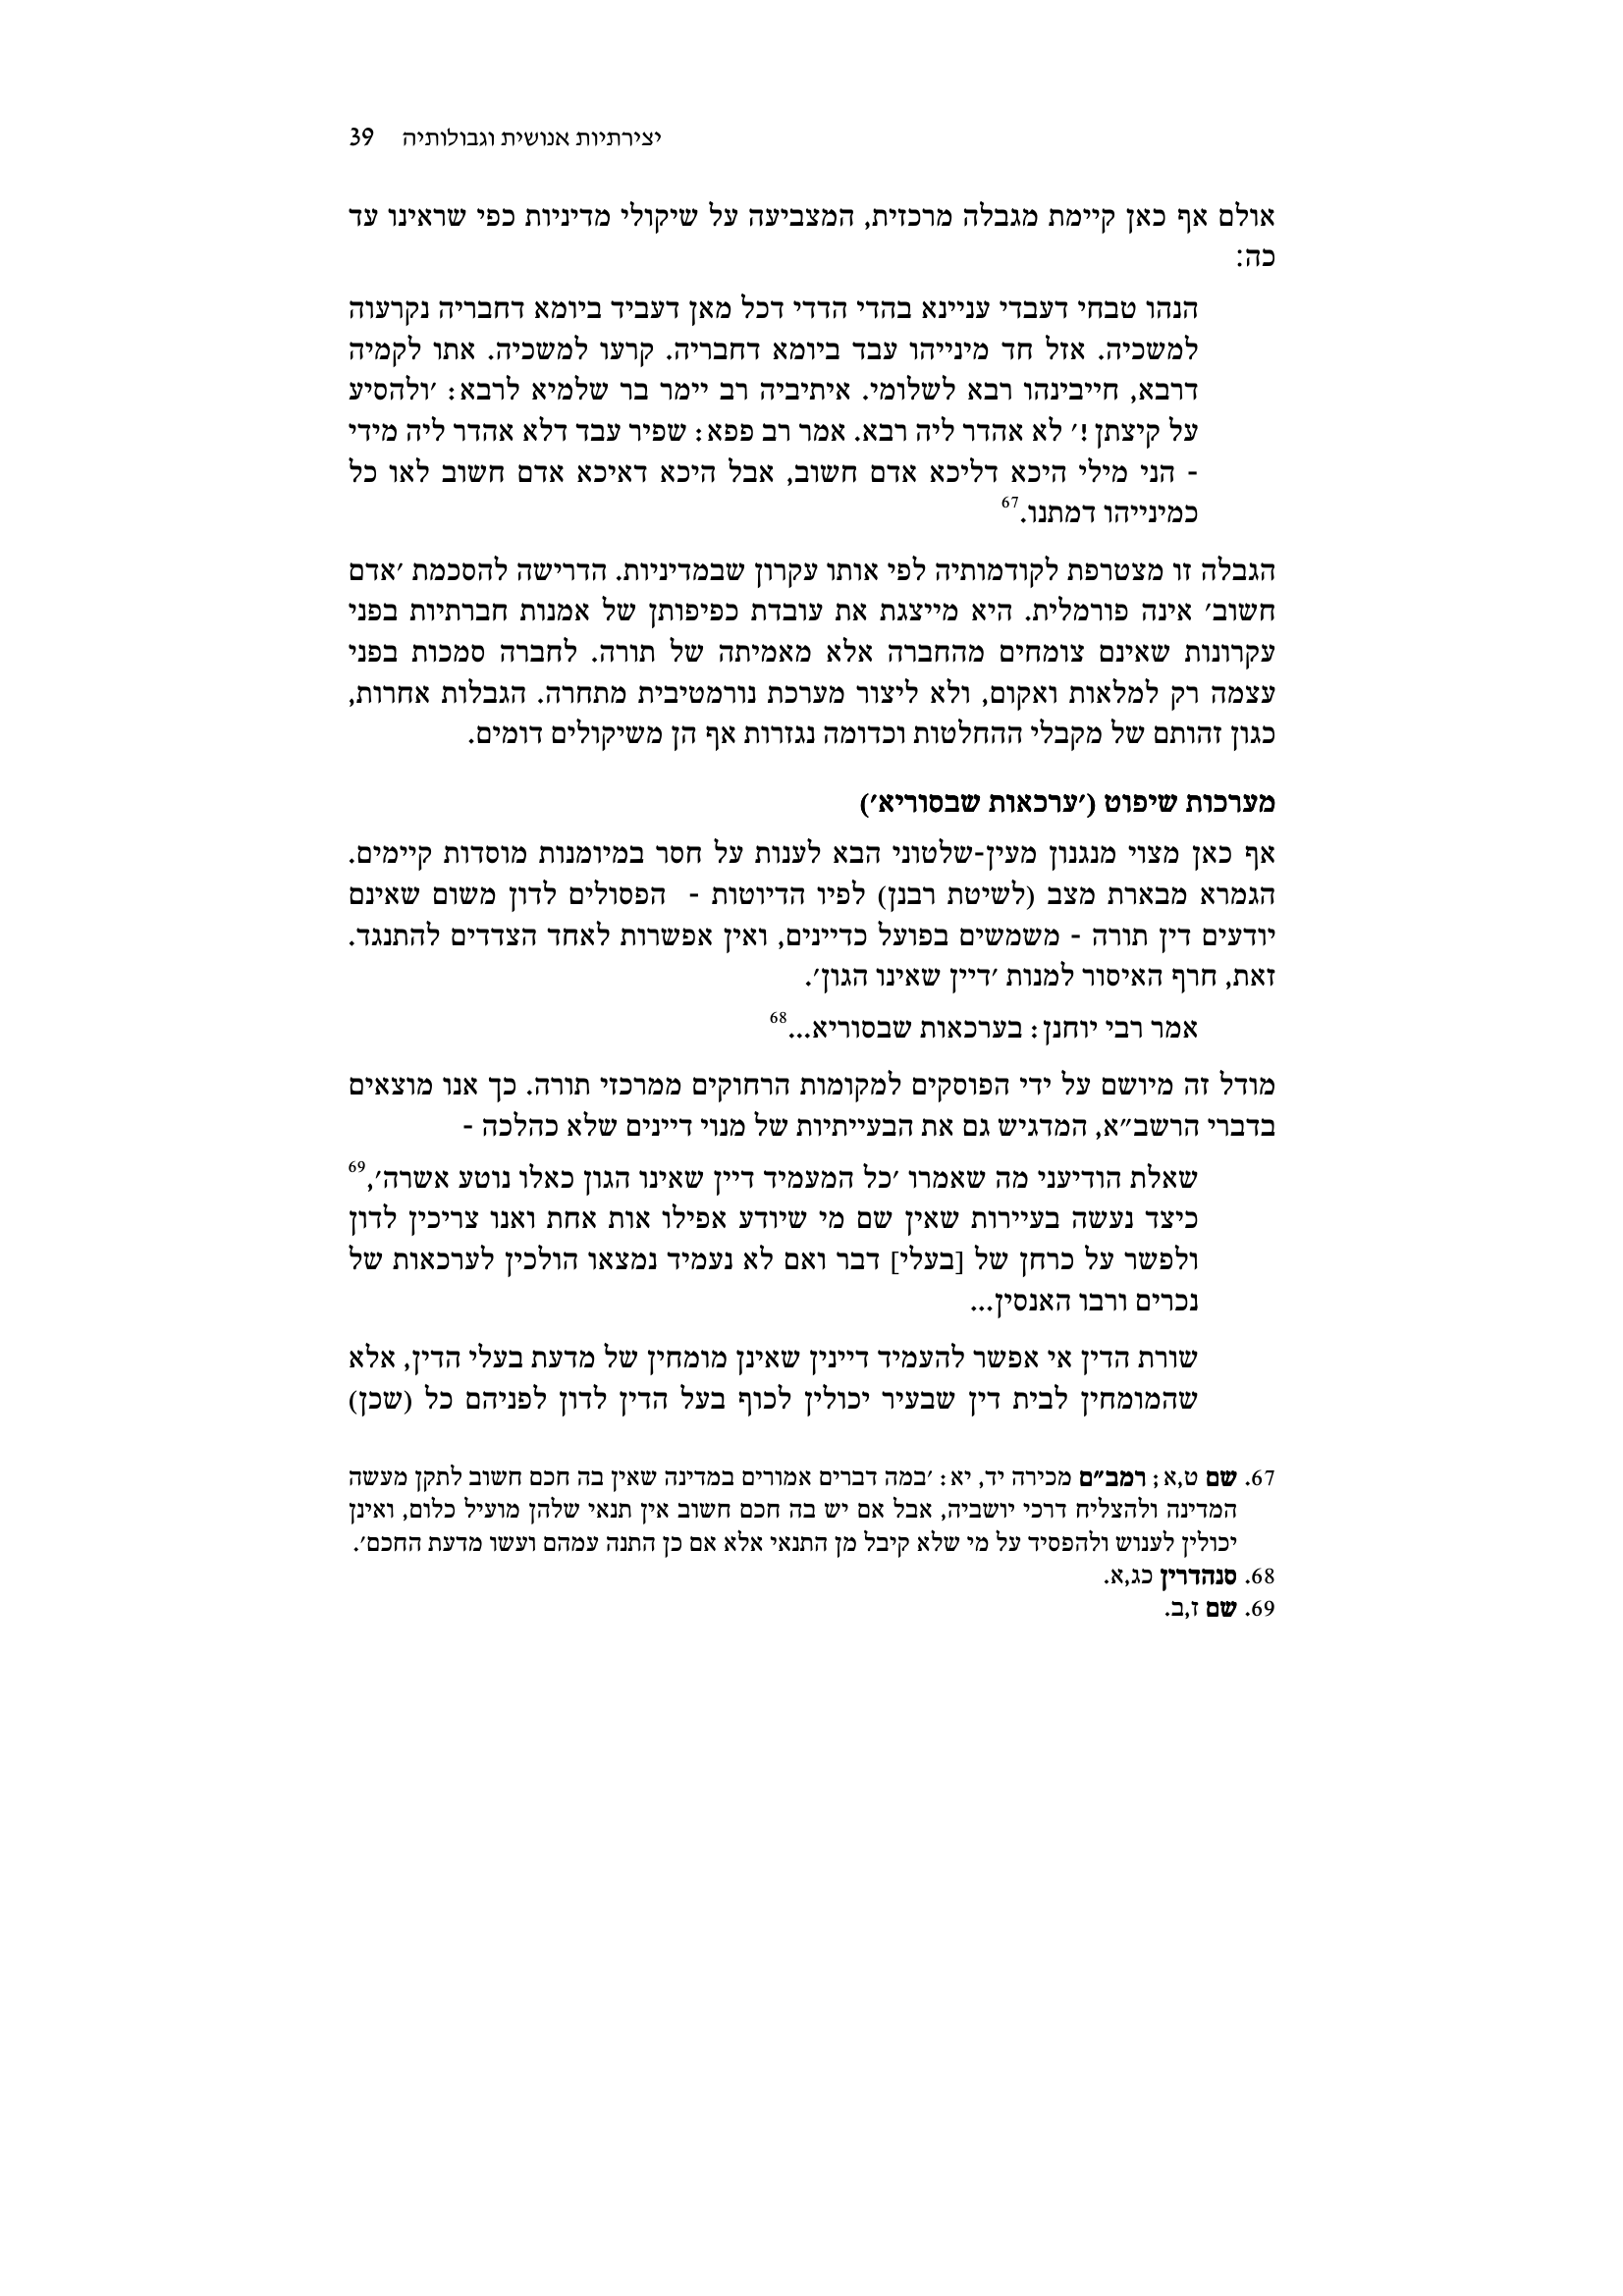 יצירתיות אנושית וגבולותיה 39
אולם אף כאן קיימת מגבלה מרכזית, המצביעה על שיקולי מדיניות כפי שראינו עד
כה:
הנהו טבחי דעבדי עניינא בהדי הדדי דכל מאן דעביד ביומא דחבריה נקרעוה
למשכיה. אזל חד מינייהו עבד ביומא דחבריה. קרעו למשכיה. אתו לקמיה
דרבא, חייבינהו רבא לשלומי. איתיביה רב יימר בר שלמיא לרבא: 'ולהסיע
על קיצתן!' לא אהדר ליה רבא. אמר רב פפא: שפיר עבד דלא אהדר ליה מידי
- הני מילי היכא דליכא אדם חשוב, אבל היכא דאיכא אדם חשוב לאו כל
כמינייהו דמתנו.67
הגבלה זו מצטרפת לקודמותיה לפי אותו עקרון שבמדיניות. הדרישה להסכמת 'אדם
חשוב' אינה פורמלית. היא מייצגת את עובדת כפיפותן של אמנות חברתיות בפני
עקרונות שאינם צומחים מהחברה אלא מאמיתה של תורה. לחברה סמכות בפני
עצמה רק למלאות ואקום, ולא ליצור מערכת נורמטיבית מתחרה. הגבלות אחרות,
כגון זהותם של מקבלי ההחלטות וכדומה נגזרות אף הן משיקולים דומים.
מערכות שיפוט ('ערכאות שבסוריא')
אף כאן מצוי מנגנון מעין-שלטוני הבא לענות על חסר במיומנות מוסדות קיימים.
הגמרא מבארת מצב (לשיטת רבנן) לפיו הדיוטות - הפסולים לדון משום שאינם
יודעים דין תורה - משמשים בפועל כדיינים, ואין אפשרות לאחד הצדדים להתנגד.
זאת, חרף האיסור למנות 'דיין שאינו הגון'.
אמר רבי יוחנן: בערכאות שבסוריא...68
מודל זה מיושם על ידי הפוסקים למקומות הרחוקים ממרכזי תורה. כך אנו מוצאים
בדברי הרשב"א, המדגיש גם את הבעייתיות של מנוי דיינים שלא כהלכה -
שאלת הודיעני מה שאמרו 'כל המעמיד דיין שאינו הגון כאלו נוטע אשרה',69
כיצד נעשה בעיירות שאין שם מי שיודע אפילו אות אחת ואנו צריכין לדון
ולפשר על כרחן של [בעלי] דבר ואם לא נעמיד נמצאו הולכין לערכאות של
נכרים ורבו האנסין...
שורת הדין אי אפשר להעמיד דיינין שאינן מומחין של מדעת בעלי הדין, אלא
שהמומחין לבית דין שבעיר יכולין לכוף בעל הדין לדון לפניהם כל (שכן)
67. שם ט,א; רמב"ם מכירה יד, יא: 'במה דברים אמורים במדינה שאין בה חכם חשוב לתקן מעשה
המדינה ולהצליח דרכי יושביה, אבל אם יש בה חכם חשוב אין תנאי שלהן מועיל כלום, ואינן
יכולין לענוש ולהפסיד על מי שלא קיבל מן התנאי אלא אם כן התנה עמהם ועשו מדעת החכם'.
68. סנהדרין כג,א.
69. שם ז,ב.